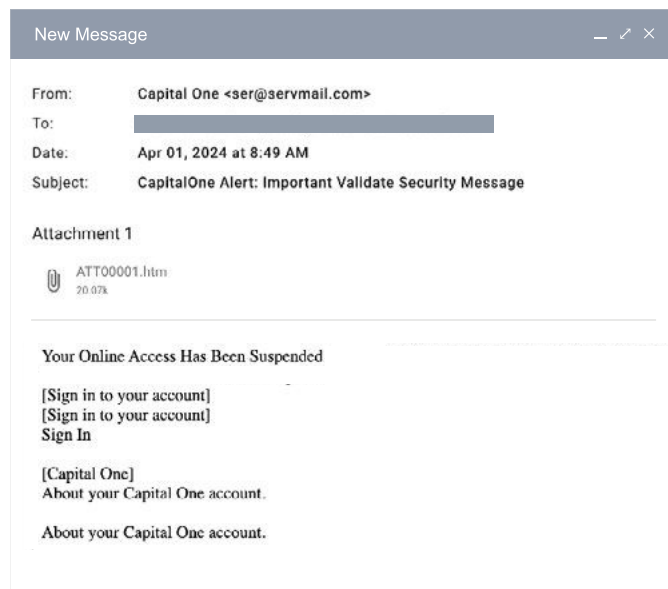 New Message
From: Capital One <ser@servmail.com>
To:
Date: Apr 01, 2024 at 8:49 AM
Subject: CapitalOne Alert: Important Validate Security Message
Attachment 1
ATT00001.htm
20.07k
Your Online Access Has Been Suspended
[Sign in to your account]
[Sign in to your account]
Sign In
[Capital One]
About your Capital One account.
About your Capital One account.